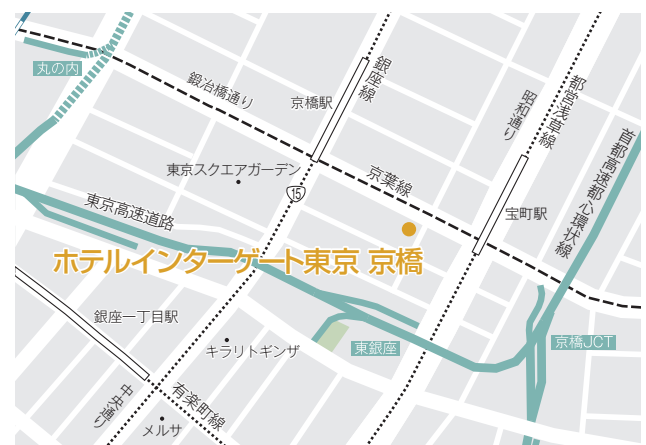 丸の内
鍛冶橋通り
京橋駅
銀座線
都営浅草線
昭和通り
首都高速都心環状線
東京スクエアガーデン
15
京葉線
宝町駅
東京高速道路
ホテルインターゲート東京 京橋
銀座一丁目駅
キラリトギンザ
東銀座
京橋JCT
中央通り
有楽町線
メルサ